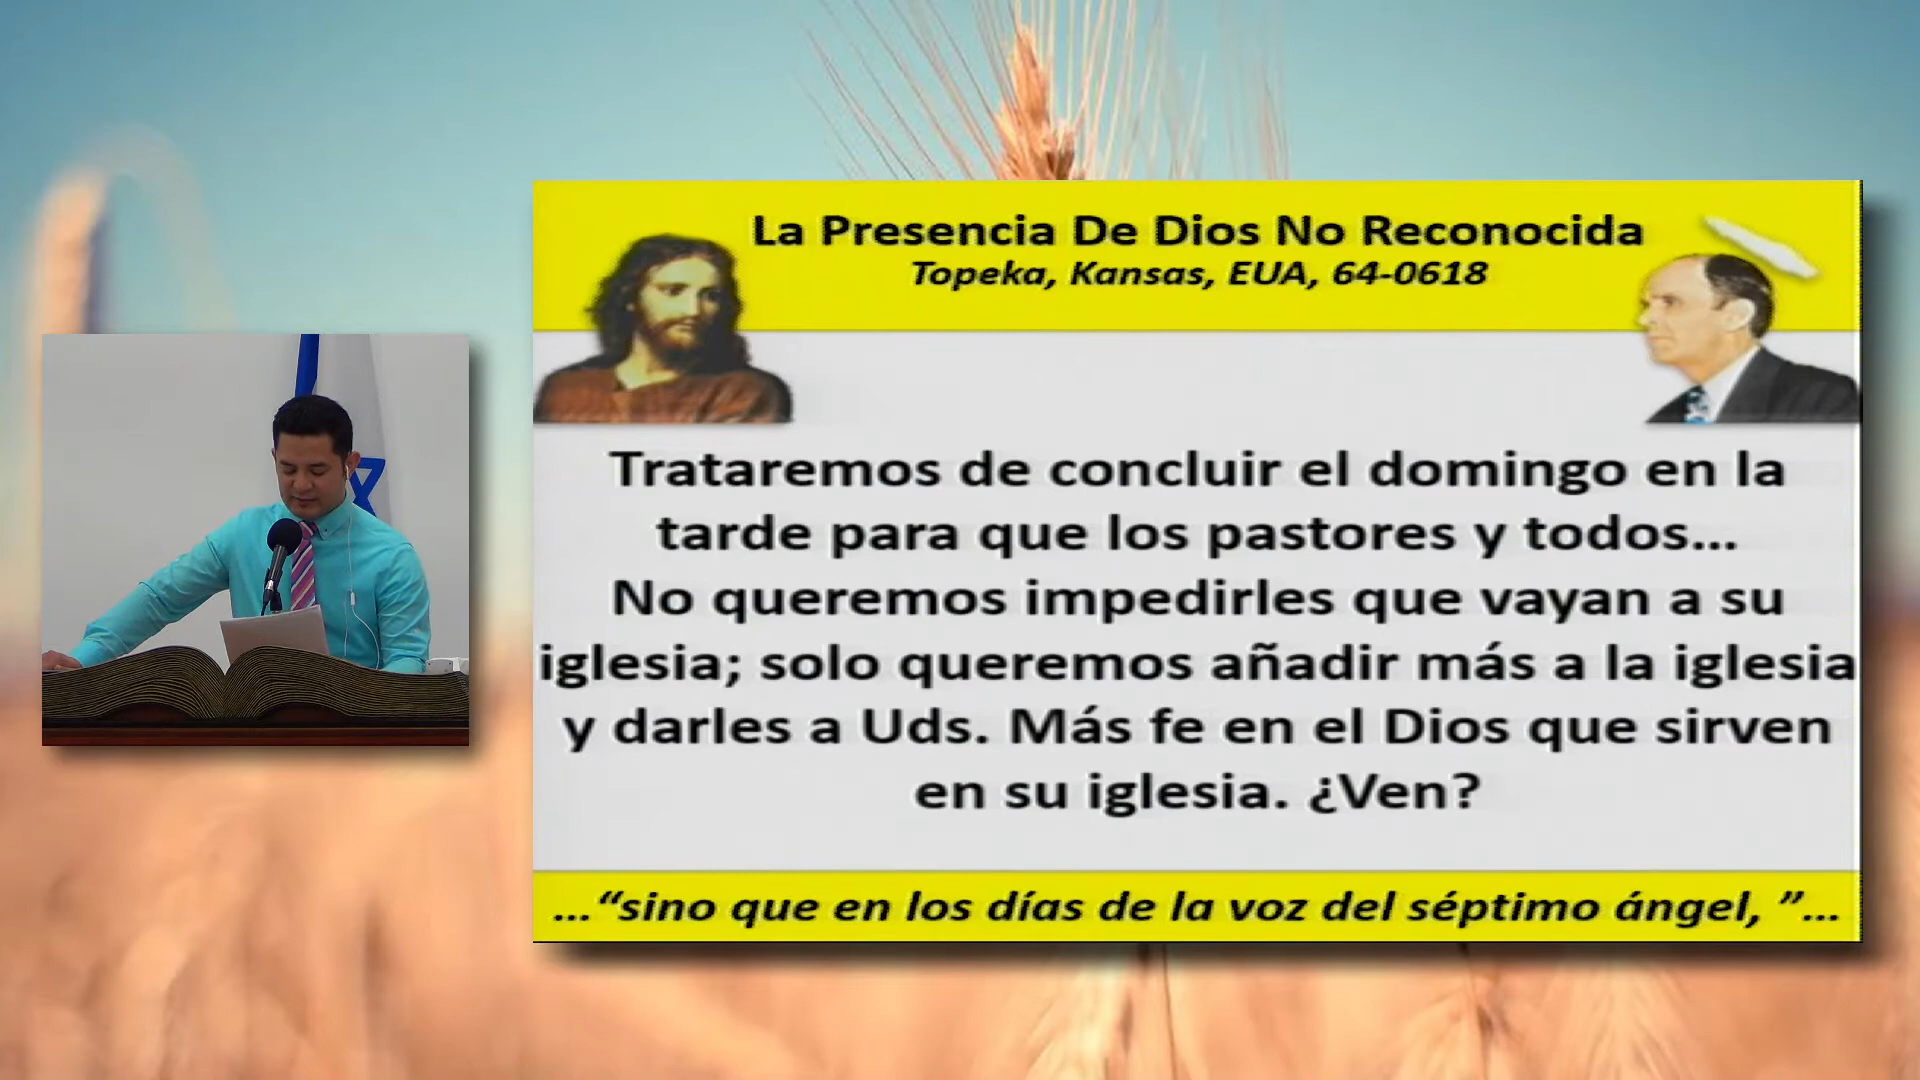 La Presencia De Dios No Reconocida
Topeka, Kansas, EUA, 64-0618
Trataremos de concluir el domingo en la
tarde para que los pastores y todos...
No queremos impedirles que vayan a su
iglesia; solo queremos añadir más a la iglesia
y darles a Uds. Más fe en el Dios que sirven
en su iglesia. ¿Ven?
...“sino que en los días de la voz del séptimo ángel, ”...